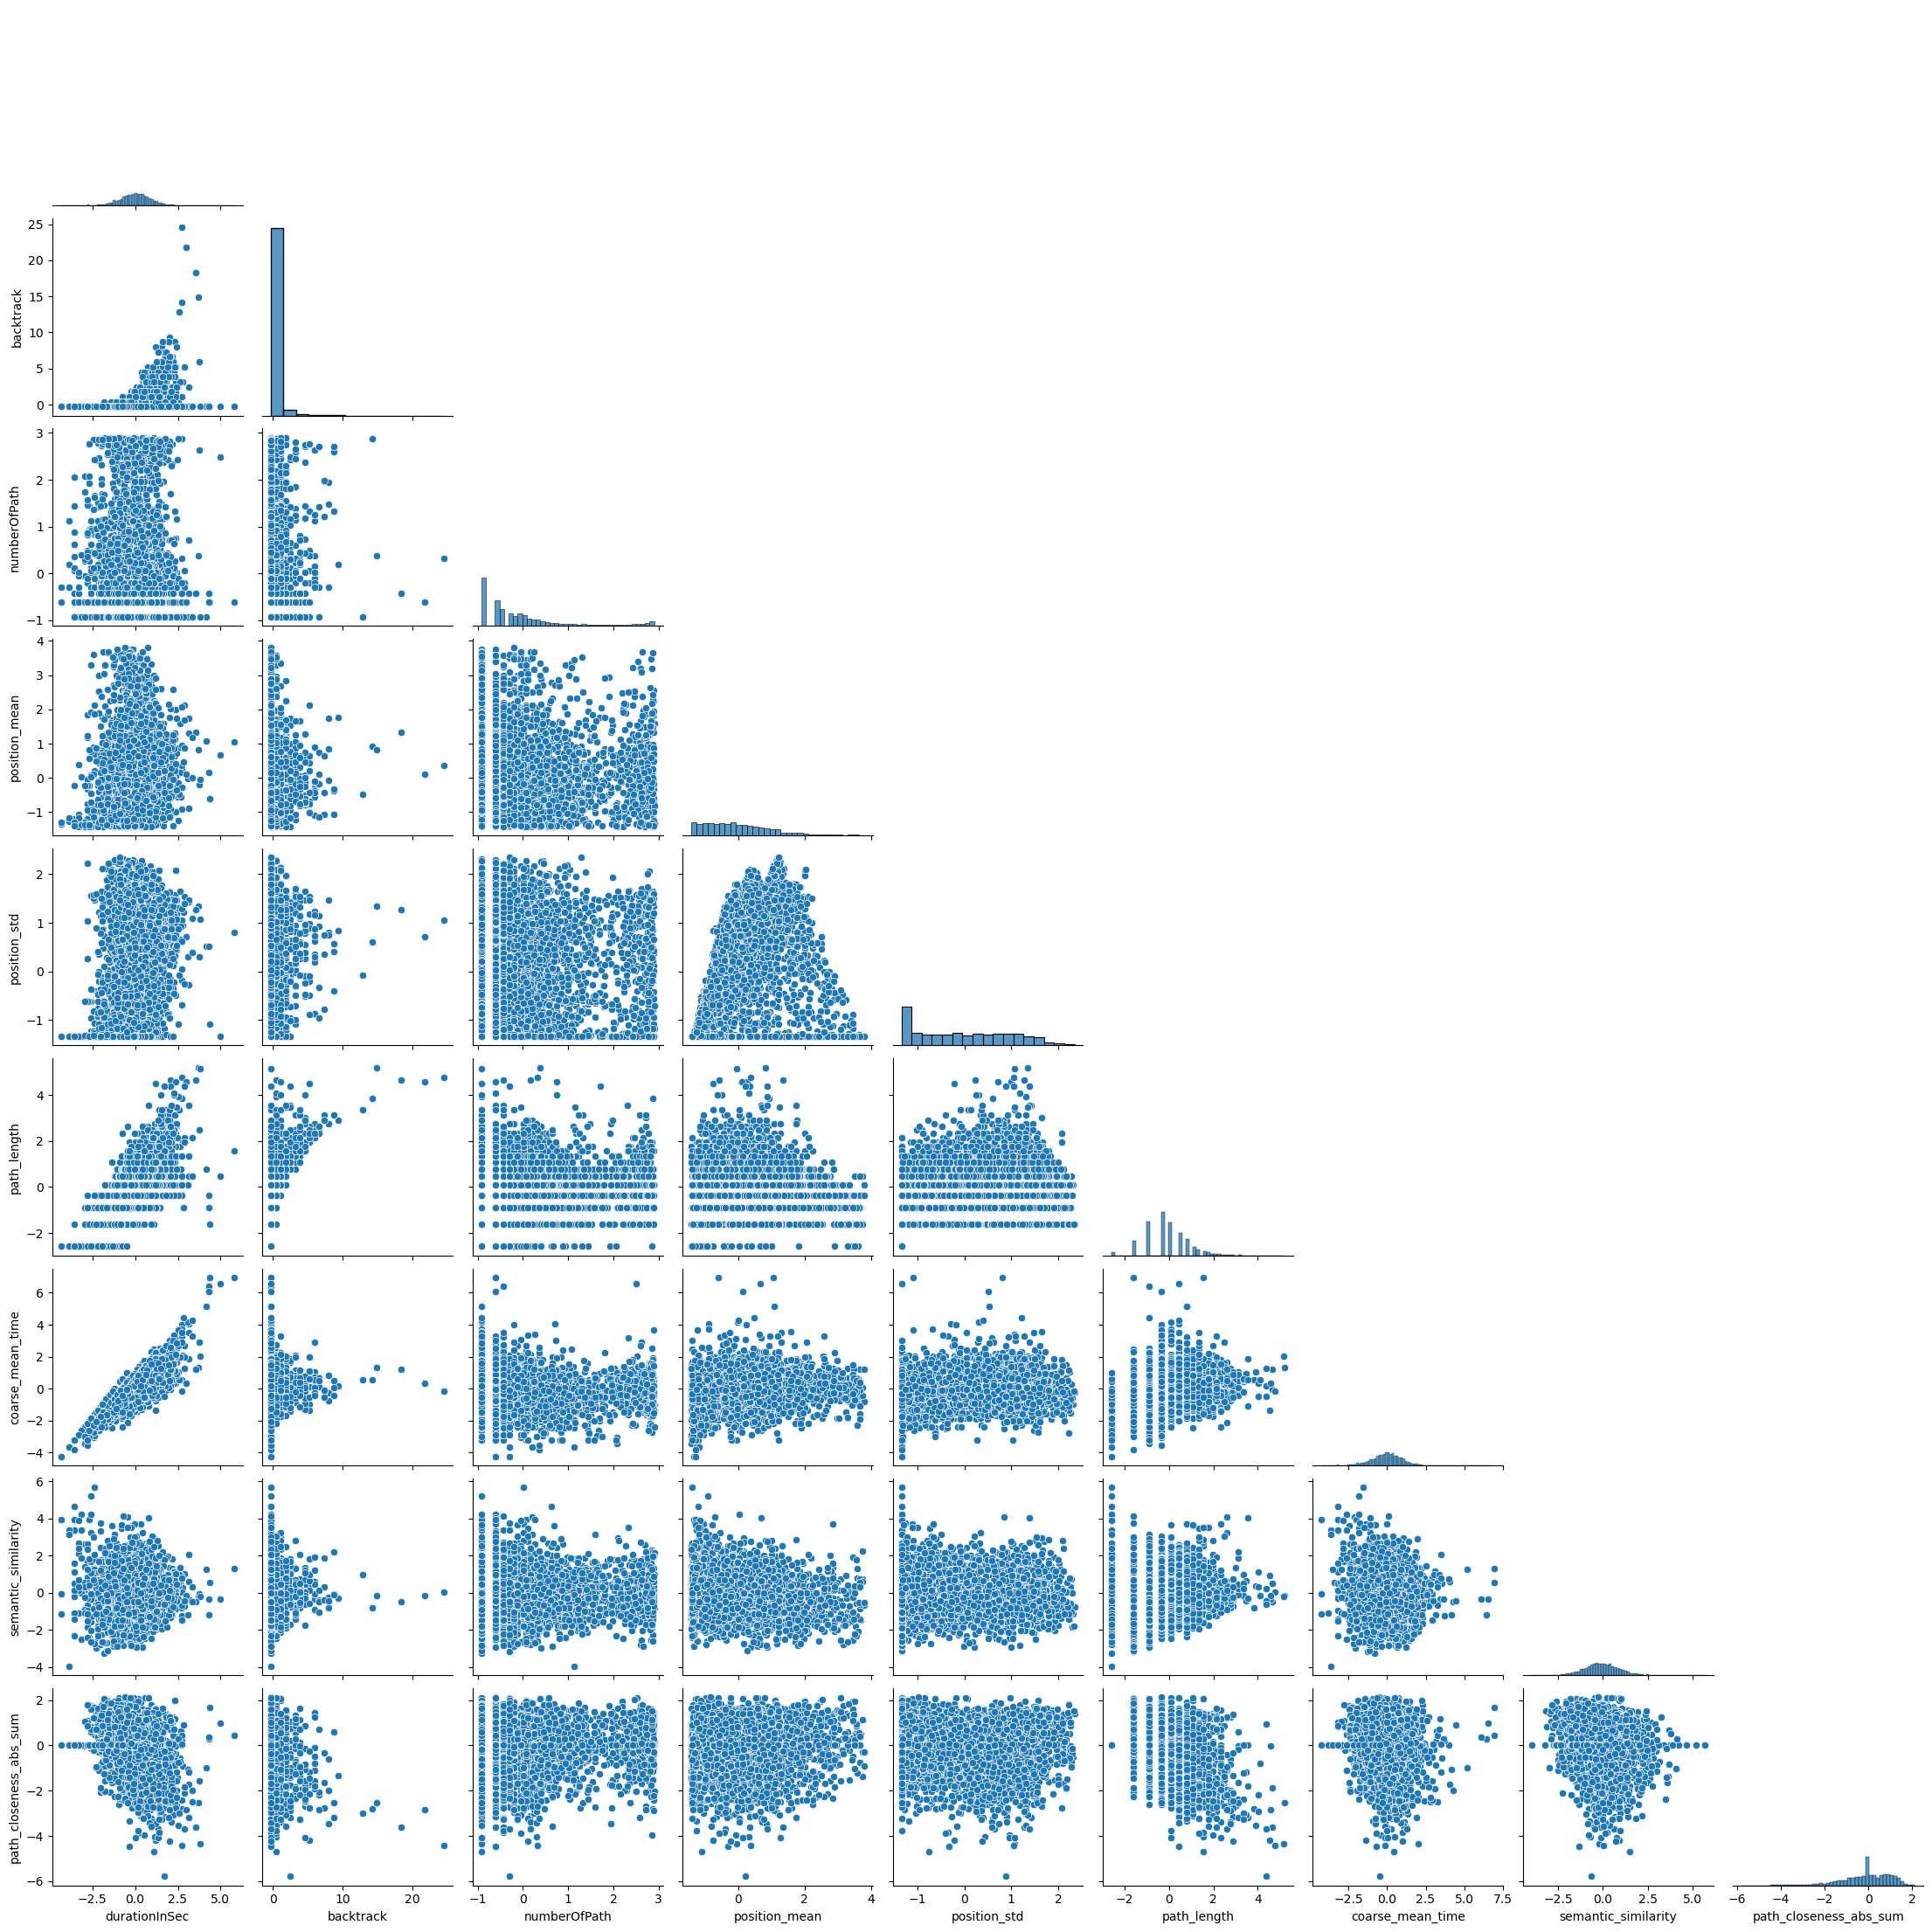 backtrack
25
20
15
10
5
0
numberOfPath
3
2
1
0
−1
position_mean
4
3
2
1
0
−1
position_std
2
1
0
−1
path_length
4
2
0
−2
coarse_mean_time
6
4
2
0
−2
−4
semantic_similarity
6
4
2
0
−2
−4
path_closeness_abs_sum
2
0
−2
−4
−6
−2.5 0.0 2.5 5.0
0 10 20
−1 0 1 2 3
0 2 4
−1 0 1 2
−2 0 2 4
−2.5 0.0 2.5 5.0 7.5
−2.5 0.0 2.5 5.0
−6 −4 −2 0 2
durationInSec
backtrack
numberOfPath
position_mean
position_std
path_length
coarse_mean_time
semantic_similarity
path_closeness_abs_sum